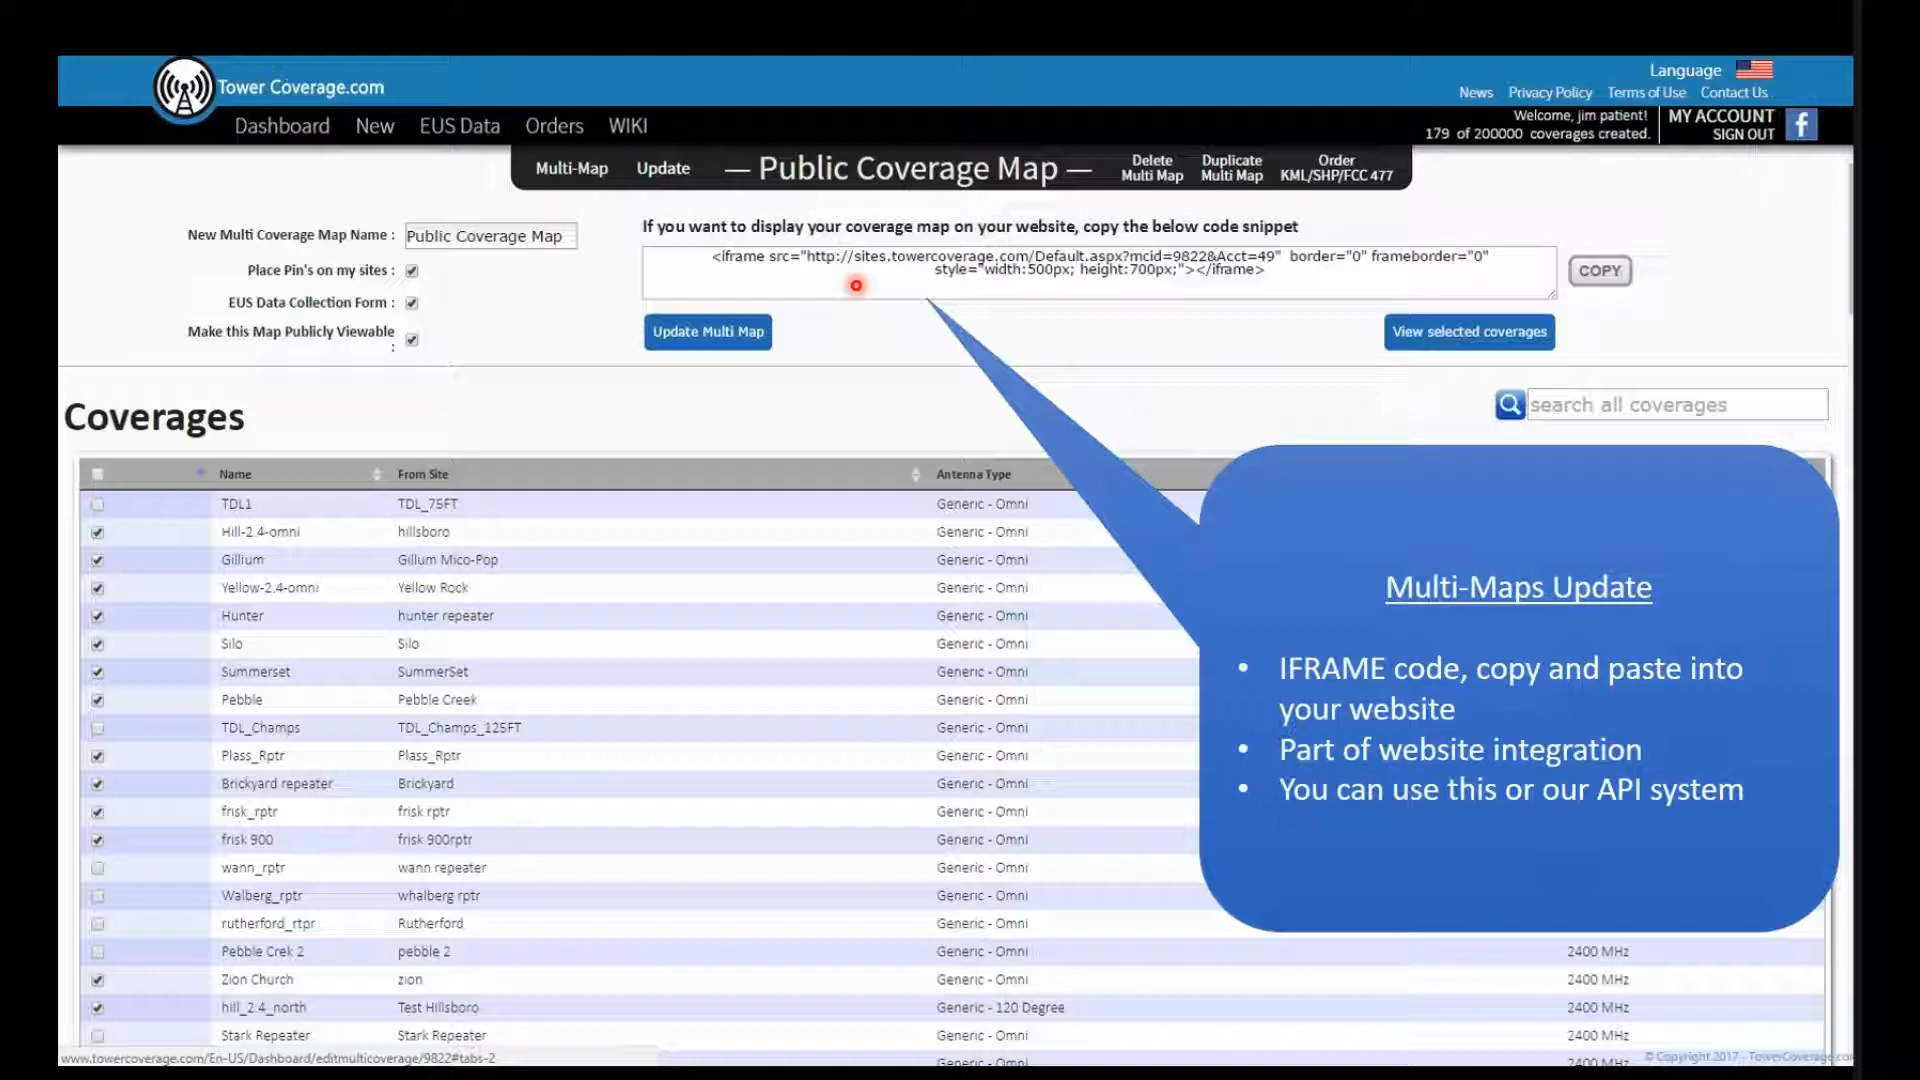 Tower Coverage.com
Language
News Privacy Policy Terms of Use Contact Us
Dashboard New EUS Data Orders WIKI
Welcome, jim patient!
179 of 200000 coverages created.
MY ACCOUNT
SIGN OUT
Multi-Map Update — Public Coverage Map — Delete Multi Map Duplicate Multi Map Order KML/SHP/FCC 477
New Multi Coverage Map Name : Public Coverage Map
Place Pin's on my sites :
EUS Data Collection Form :
Make this Map Publicly Viewable
:
If you want to display your coverage map on your website, copy the below code snippet
<iframe src="http://sites.towercoverage.com/Default.aspx?mcid=9822&Acct=49" border="0" frameborder="0"
style="width:500px; height:700px;"></iframe>
COPY
Update Multi Map View selected coverages
Coverages
search all coverages
Name From Site Antenna Type
TDL1 TDL_75FT Generic - Omni
Hill-2.4-omni hillsboro Generic - Omni
Gillium Gillum Mico-Pop Generic - Omni
Yellow-2.4-omni Yellow Rock Generic - Omni
Hunter hunter repeater Generic - Omni
Silo Silo Generic - Omni
Summerset SummerSet Generic - Omni
Pebble Pebble Creek Generic - Omni
TDL_Champs TDL_Champs_125FT Generic - Omni
Plass_Rptr Plass_Rptr Generic - Omni
Brickyard repeater Brickyard Generic - Omni
frisk_rptr frisk rptr Generic - Omni
frisk 900 frisk 900rptr Generic - Omni
wann_rptr wann repeater Generic - Omni
Walberg_rptr whalberg rptr Generic - Omni
rutherford_rtpr Rutherford Generic - Omni
Pebble Crek 2 pebble 2 Generic - Omni 2400 MHz
Zion Church zion Generic - Omni 2400 MHz
hill_2.4_north Test Hillsboro Generic - 120 Degree 2400 MHz
Stark Repeater Stark Repeater Generic - Omni 2400 MHz
Generic - Omni 2400 MHz
Multi-Maps Update
• IFRAME code, copy and paste into
your website
• Part of website integration
• You can use this or our API system
www.towercoverage.com/En-US/Dashboard/editmulticoverage/9822#tabs-2
© Copyright 2017 - TowerCoverage.com